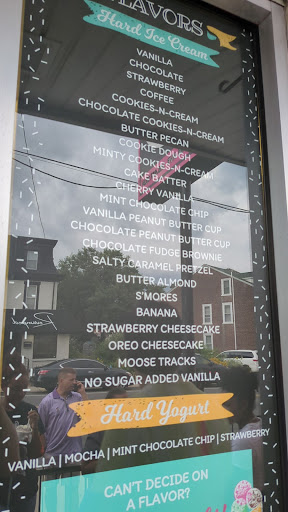 FLAVORS
Hard Ice Cream
VANILLA
CHOCOLATE
STRAWBERRY
COFFEE
COOKIES-N-CREAM
CHOCOLATE COOKIES-N-CREAM
BUTTER PECAN
COOKIE DOUGH
MINTY COOKIES-N-CREAM
CAKE BATTER
CHERRY VANILLA
MINT CHOCOLATE CHIP
VANILLA PEANUT BUTTER CUP
CHOCOLATE PEANUT BUTTER CUP
CHOCOLATE FUDGE BROWNIE
SALTY CARAMEL PRETZEL
BUTTER ALMOND
S'MORES
BANANA
STRAWBERRY CHEESECAKE
OREO CHEESECAKE
MOOSE TRACKS
NO SUGAR ADDED VANILLA
Hard Yogurt
VANILLA | MOCHA | MINT CHOCOLATE CHIP | STRAWBERRY
CAN'T DECIDE ON
A FLAVOR?